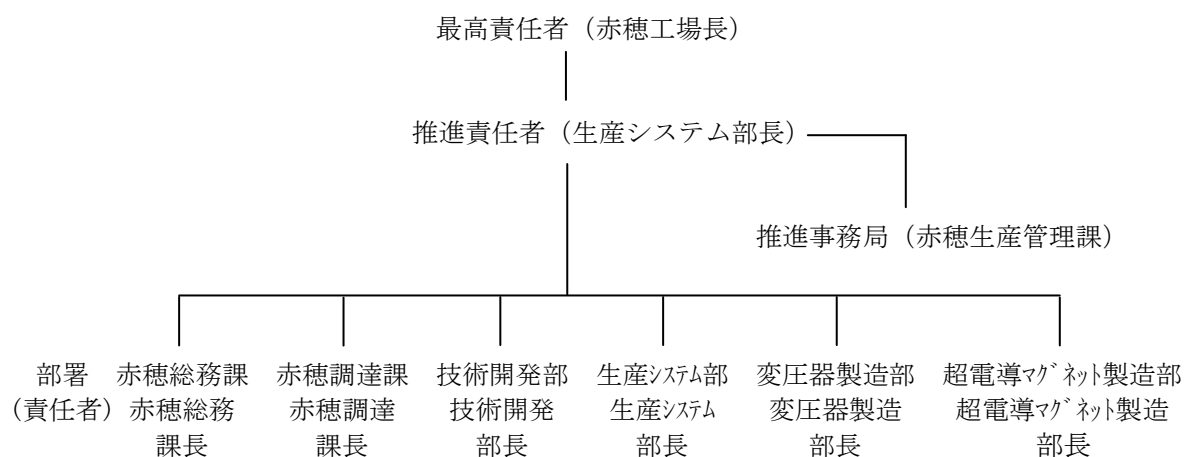 最高責任者（赤穂工場長）
推進責任者（生産システム部長）
推進事務局（赤穂生産管理課）
部署 赤穂総務課 赤穂調達課 技術開発部 生産ｼｽﾃﾑ部 変圧器製造部 超電導ﾏｸﾞﾈｯﾄ製造部
（責任者） 赤穂総務 赤穂調達 技術開発 生産ｼｽﾃﾑ 変圧器製造 超電導ﾏｸﾞﾈｯﾄ製造
課長 課長 部長 部長 部長 部長